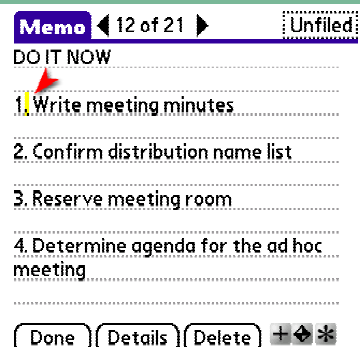 Memo 12 of 21 Unfiled
DO IT NOW
1. Write meeting minutes
2. Confirm distribution name list
3. Reserve meeting room
4. Determine agenda for the ad hoc
meeting
Done Details Delete